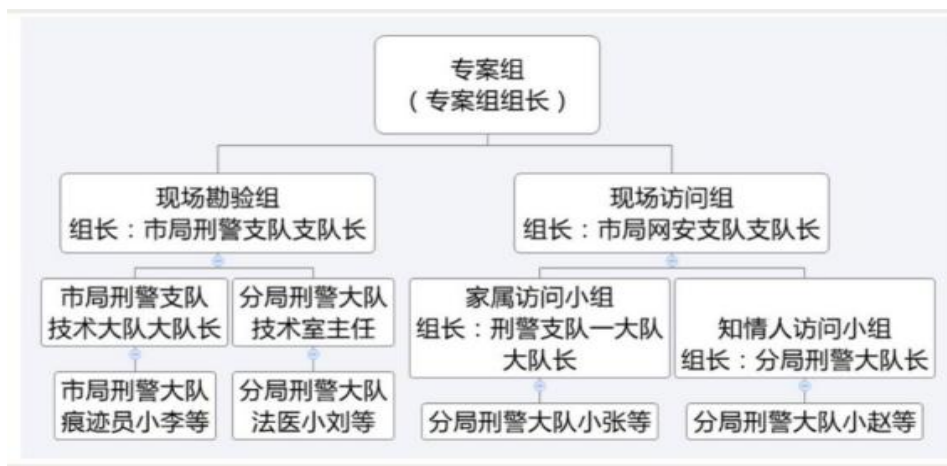 专案组
（专案组组长）
现场勘验组
组长：市局刑警支队支队长
现场访问组
组长：市局网安支队支队长
市局刑警支队
技术大队大队长
分局刑警大队
技术室主任
家属访问小组
组长：刑警支队一大队
大队长
知情人访问小组
组长：分局刑警大队长
市局刑警大队
痕迹员小李等
分局刑警大队
法医小刘等
分局刑警大队小张等
分局刑警大队小赵等